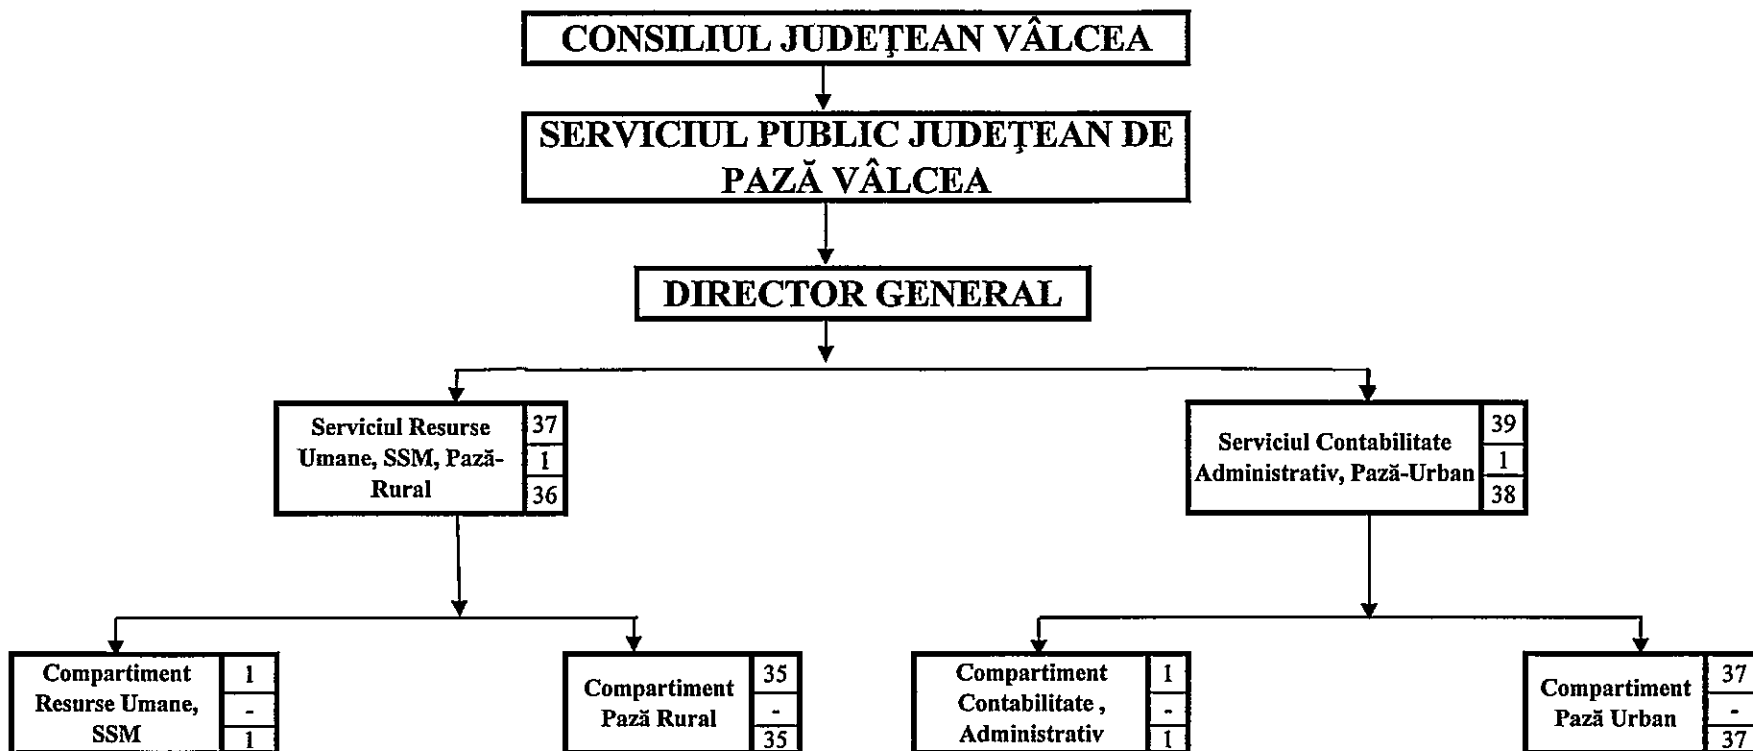 CONSILIUL JUDEŢEAN VÂLCEA
SERVICIUL PUBLIC JUDEŢEAN DE
PAZĂ VÂLCEA
DIRECTOR GENERAL
Serviciul Resurse
Umane, SSM, Pază-
Rural
37
1
36
Serviciul Contabilitate
Administrativ, Pază-Urban
39
1
38
Compartiment
Resurse Umane,
SSM
1
-
1
Compartiment
Pază Rural
35
-
35
Compartiment
Contabilitate ,
Administrativ
1
-
1
Compartiment
Pază Urban
37
-
37